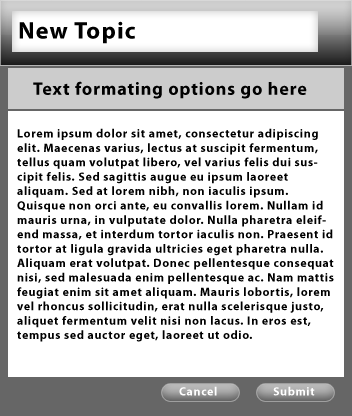 New Topic
Text formating options go here
Lorem ipsum dolor sit amet, consectetur adipiscing
elit. Maecenas varius, lectus at suscipit fermentum,
tellus quam volutpat libero, vel varius felis dui sus-
cipit felis. Sed sagittis augue eu ipsum laoreet
aliquam. Sed at lorem nibh, non iaculis ipsum.
Quisque non orci ante, eu convallis lorem. Nullam id
mauris urna, in vulputate dolor. Nulla pharetra eleif-
end massa, et interdum tortor iaculis non. Praesent id
tortor at ligula gravida ultricies eget pharetra nulla.
Aliquam erat volutpat. Donec pellentesque consequat
nisi, sed malesuada enim pellentesque ac. Nam mattis
feugiat enim sit amet aliquam. Mauris lobortis, lorem
vel rhoncus sollicitudin, erat nulla scelerisque justo,
aliquet fermentum velit nisi non lacus. In eros est,
tempus sed auctor eget, laoreet ut odio.
Cancel
Submit